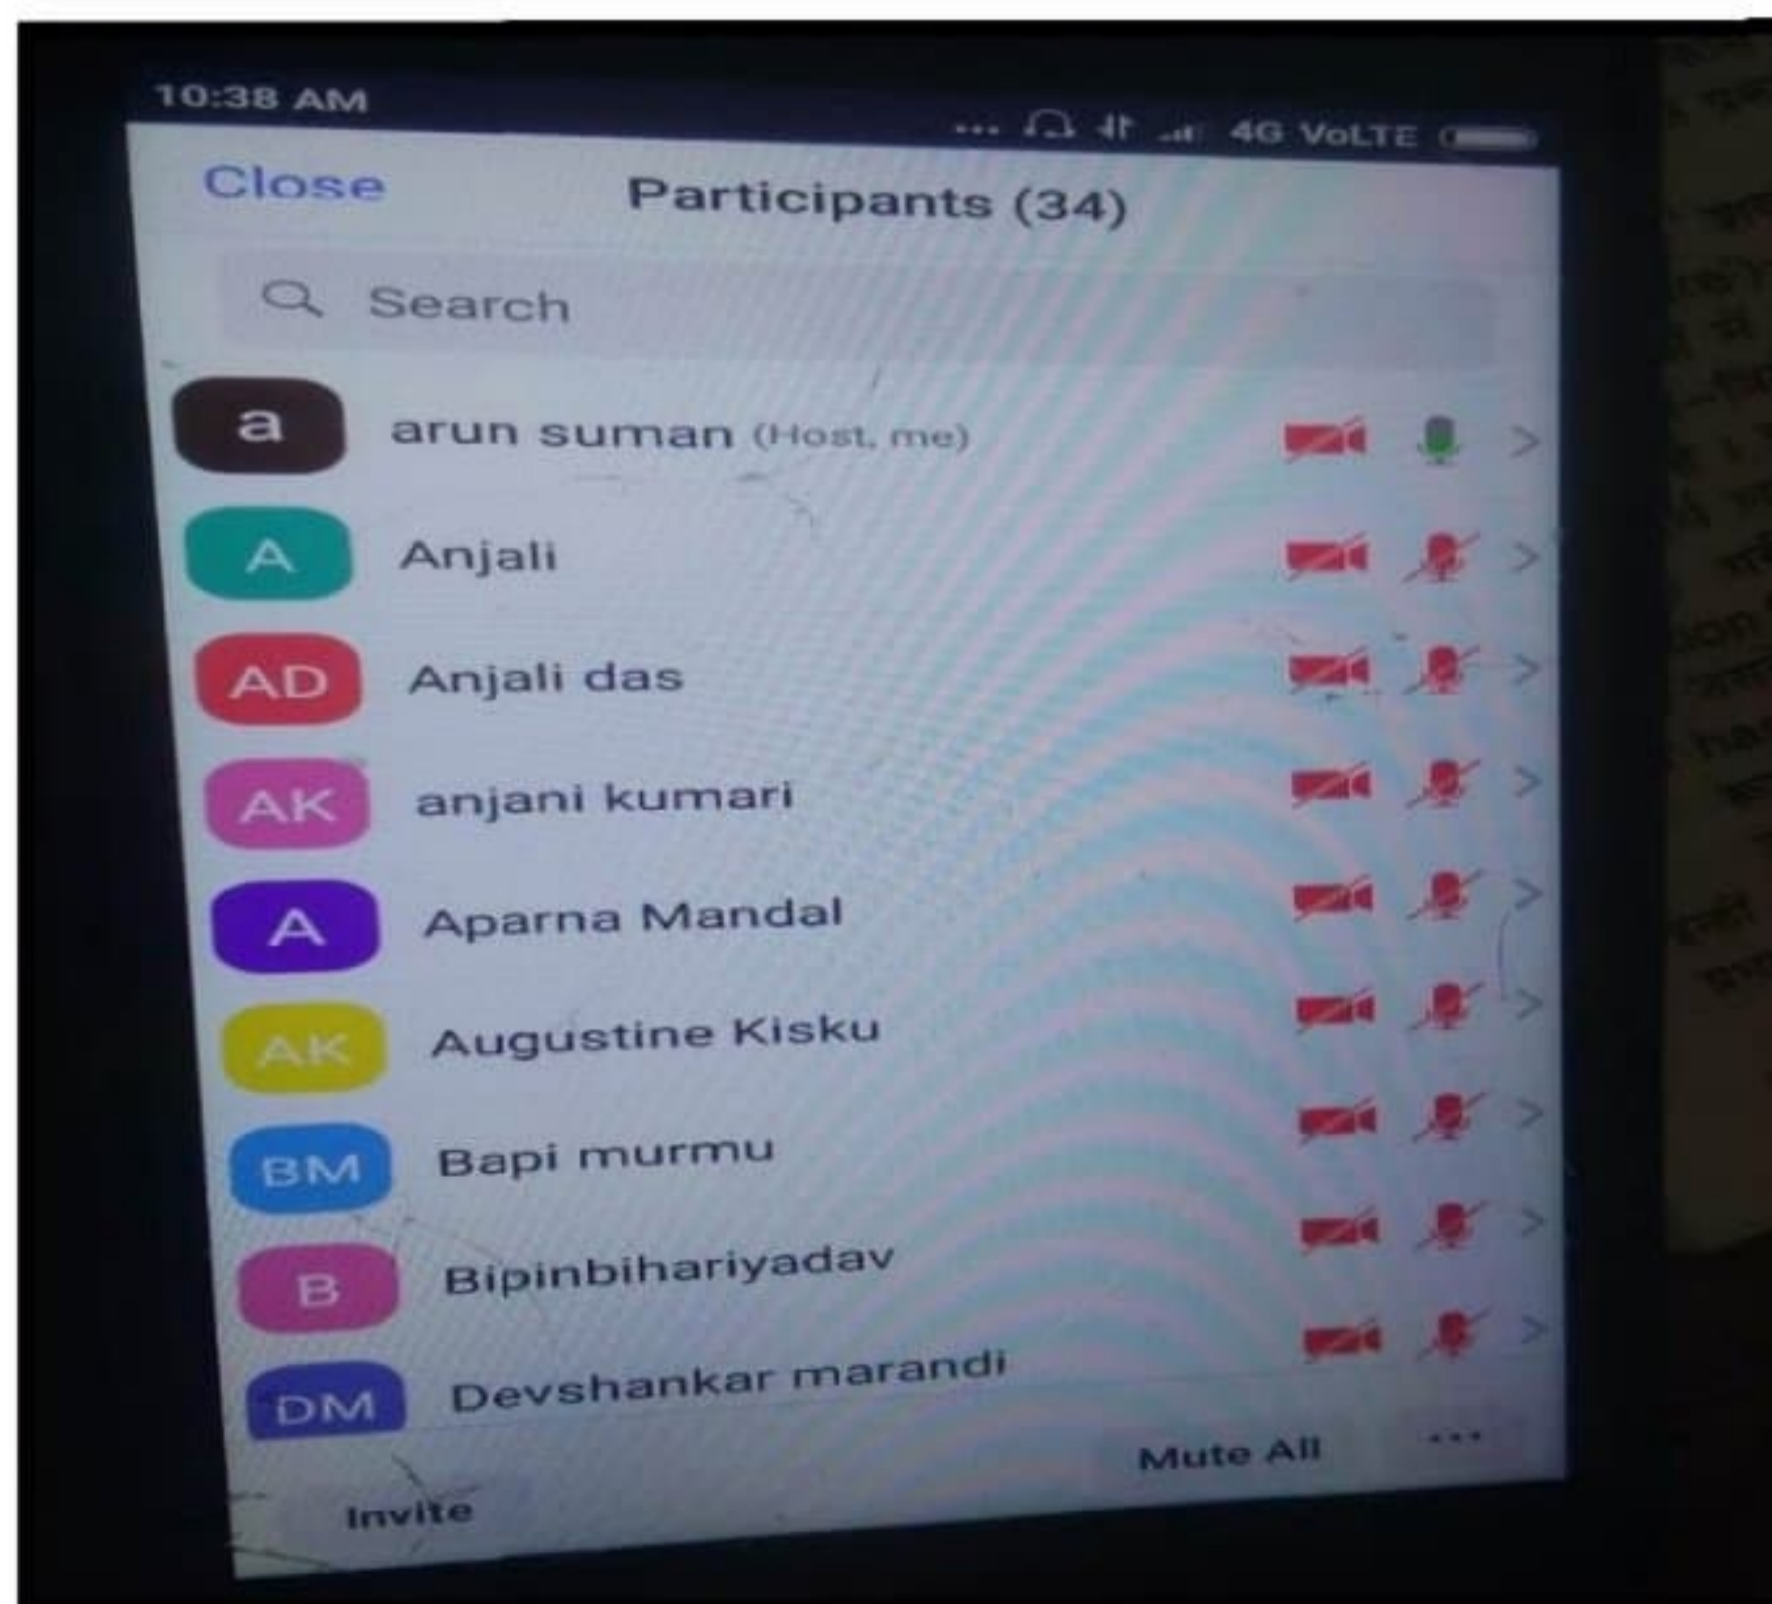 10:38 AM
... 4G VoLTE
Close
Participants (34)
Search
a arun suman (Host, me)
A Anjali
AD Anjali das
AK anjani kumari
A Aparna Mandal
AK Augustine Kisku
BM Bapi murmu
B Bipinbihariyadav
DM Devshankar marandi
Invite
Mute All
...